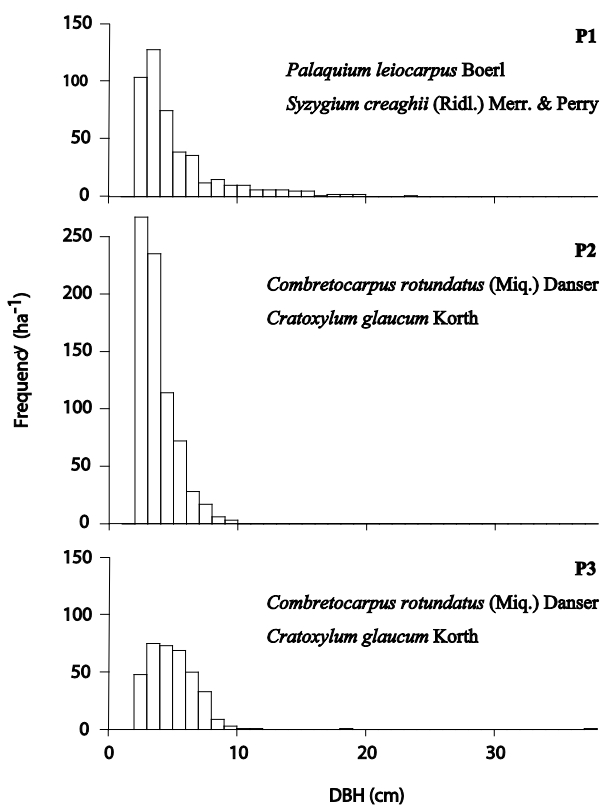 150
P1
Palaquium leiocarpus Boerl
100
Syzygium creaghii (Ridl.) Merr. & Perry
50
0
P2
250
Combretocarpus rotundatus (Miq.) Danser
200
Cratoxylum glaucum Korth
150
100
50
0
Frequency (ha-1)
150
P3
Combretocarpus rotundatus (Miq.) Danser
100
Cratoxylum glaucum Korth
50
0
0 10 20 30
DBH (cm)